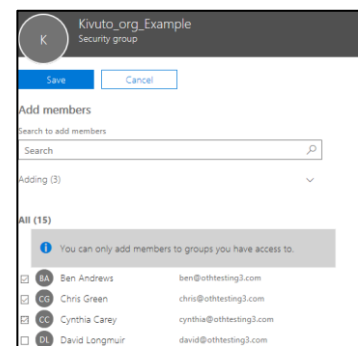 Kivuto_org_Example
K
Security group
Save Cancel
Add members
Search to add members
Search
Adding (3)
All (15)
You can only add members to groups you have access to.
BA Ben Andrews ben@othtesting3.com
CG Chris Green chris@othtesting3.com
CC Cynthia Carey cynthia@othtesting3.com
DL David Longmuir david@othtesting3.com